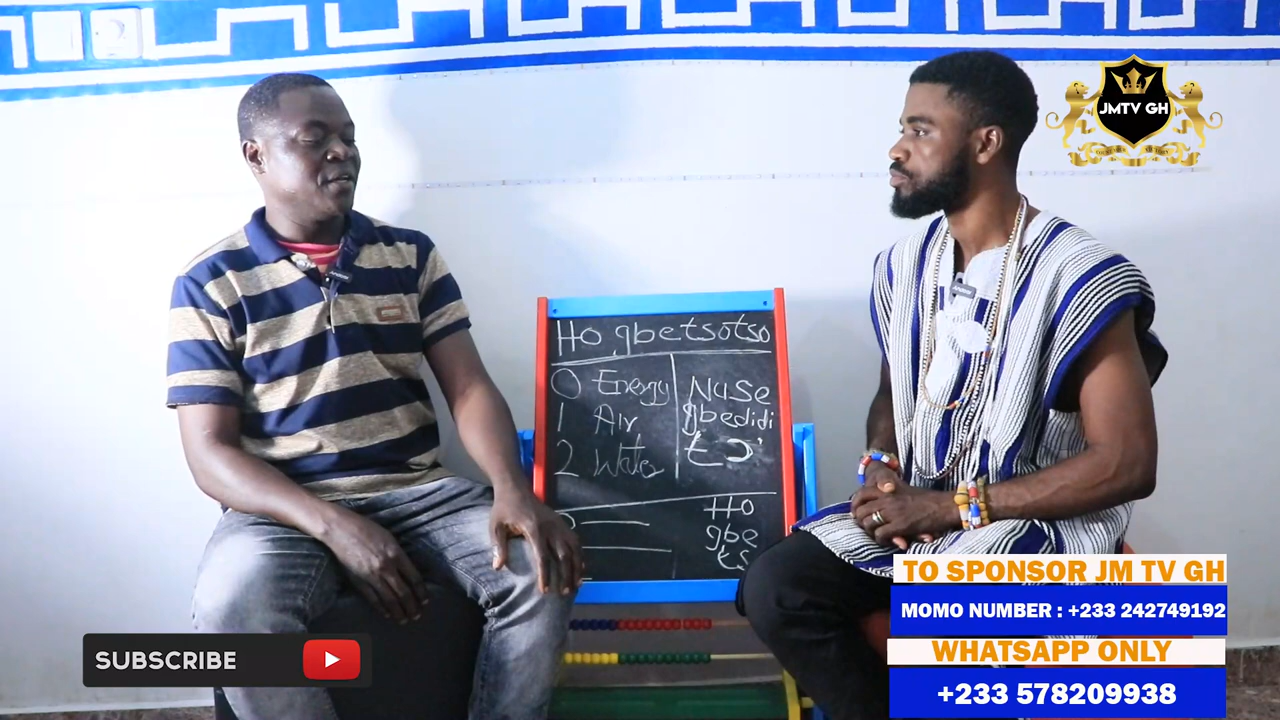 JMTV GH
Ho gbetsotso
0 Energy
1 Air
2 Water
NuSe
gbedidi
Ho
gbe
ts
TO SPONSOR JM TV GH
MOMO NUMBER : +233 242749192
WHATSAPP ONLY
+233 578209938
SUBSCRIBE